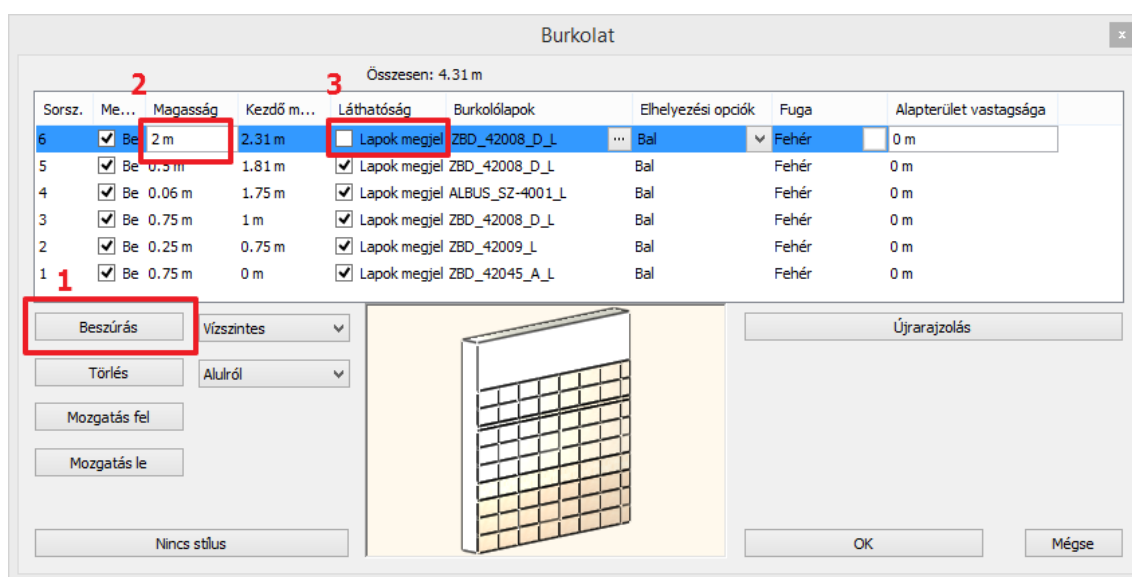 Burkolat
x
Összesen: 4.31 m
2
3
Sorsz. Me... Magasság Kezdő m... Láthatóság Burkolólapok Elhelyezési opciók Fuga Alapterület vastagsága
6 Be 2 m 2.31 m Lapok megjel ZBD_42008_D_L ... Bal Fehér 0 m
5 Be 0.5 m 1.81 m Lapok megjel ZBD_42008_D_L Bal Fehér 0 m
4 Be 0.06 m 1.75 m Lapok megjel ALBUS_SZ-4001_L Bal Fehér 0 m
3 Be 0.75 m 1 m Lapok megjel ZBD_42008_D_L Bal Fehér 0 m
2 Be 0.25 m 0.75 m Lapok megjel ZBD_42009_L Bal Fehér 0 m
1 Be 0.75 m 0 m Lapok megjel ZBD_42045_A_L Bal Fehér 0 m
1
Beszúrás Vízszintes Újrarajzolás
Törlés Alulról
Mozgatás fel
Mozgatás le
Nincs stílus OK Mégse